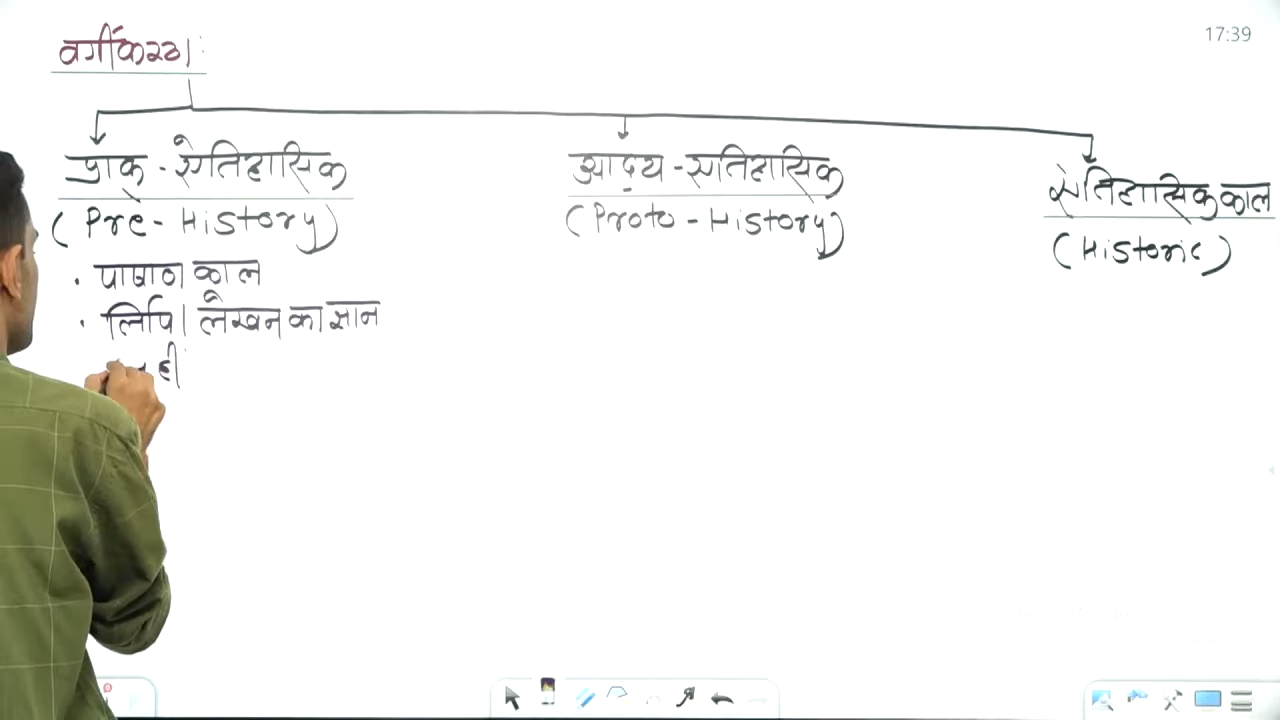 17:39
वर्गीकरण :
प्राक् - ऐतिहासिक
(Pre - History)
• पाषाण काल
• लिपि। लेखन का ज्ञान
ही
आद्य - ऐतिहासिक
(Proto - History)
ऐतिहासिक काल
(Historic)